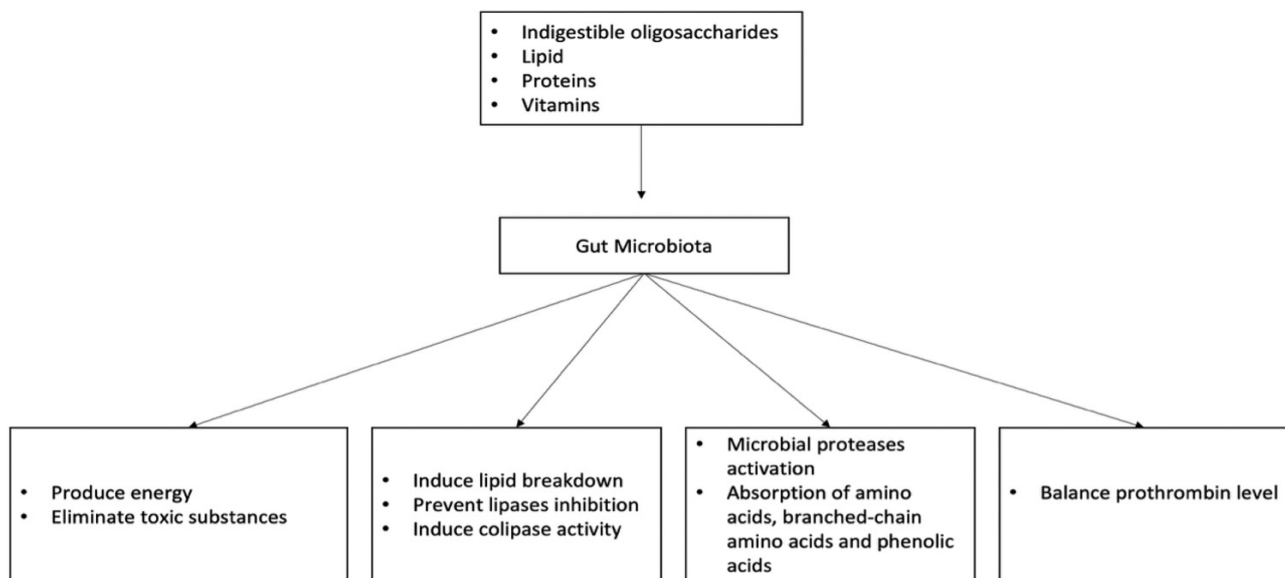 • Indigestible oligosaccharides
• Lipid
• Proteins
• Vitamins
Gut Microbiota
• Produce energy
• Eliminate toxic substances
• Induce lipid breakdown
• Prevent lipases inhibition
• Induce colipase activity
• Microbial proteases
activation
• Absorption of amino
acids, branched-chain
amino acids and phenolic
acids
• Balance prothrombin level